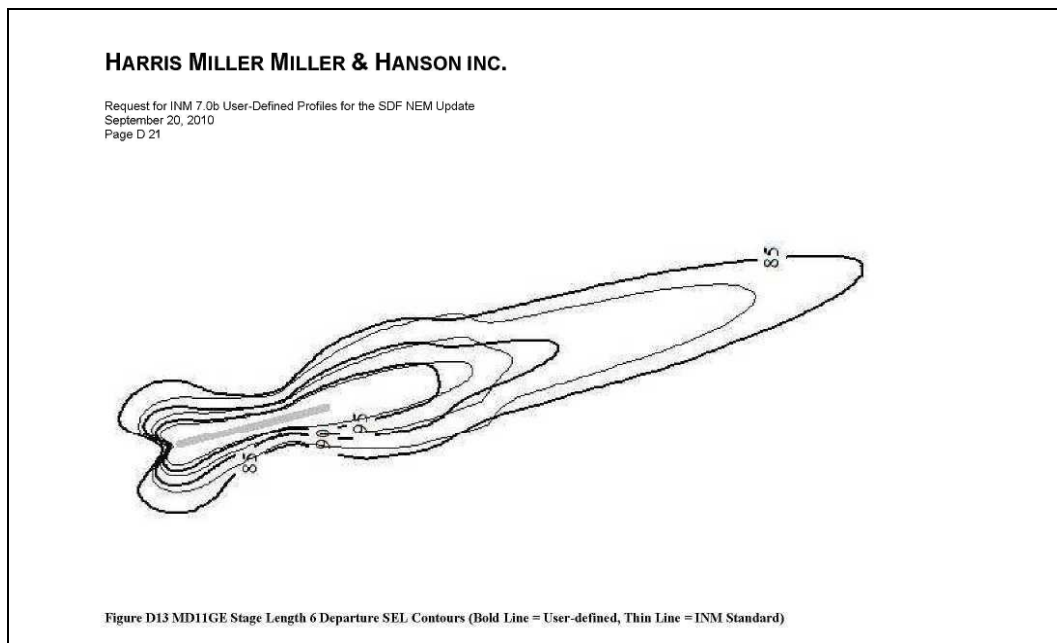 HARRIS MILLER MILLER & HANSON INC.
Request for INM 7.0b User-Defined Profiles for the SDF NEM Update
September 20, 2010
Page D 21
85
95
85
Figure D13 MD11GE Stage Length 6 Departure SEL Contours (Bold Line = User-defined, Thin Line = INM Standard)